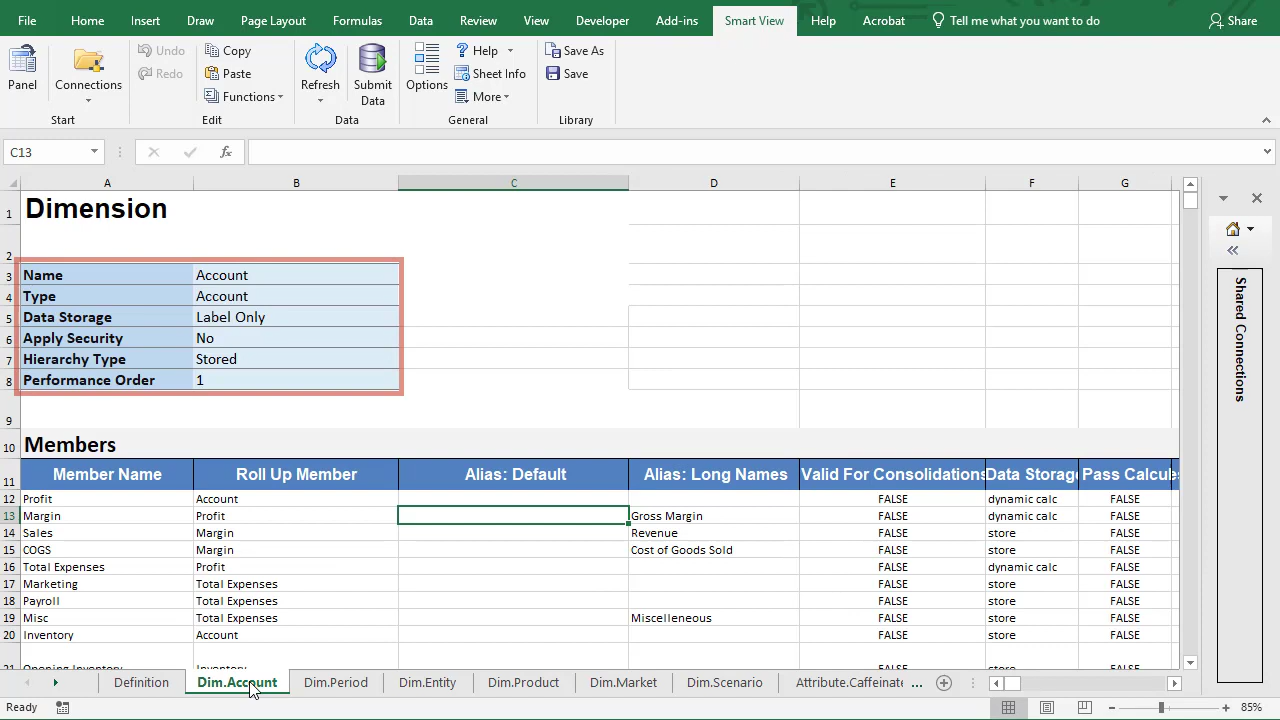 File Home Insert Draw Page Layout Formulas Data Review View Developer Add-ins Smart View Help Acrobat Tell me what you want to do Share
Panel
Connections
Start
Undo
Redo
Copy
Paste
Functions
Edit
Refresh
Submit
Data
Data
Options
Help
Sheet Info
More
General
Save As
Save
Library
C13
fx
A B C D E F G
1 Dimension
2
3 Name Account
4 Type Account
5 Data Storage Label Only
6 Apply Security No
7 Hierarchy Type Stored
8 Performance Order 1
9
10 Members
11 Member Name Roll Up Member Alias: Default Alias: Long Names Valid For Consolidations Data Storage Pass Calcu
12 Profit Account FALSE dynamic calc FALSE
13 Margin Profit Gross Margin FALSE dynamic calc FALSE
14 Sales Margin Revenue FALSE store FALSE
15 COGS Margin Cost of Goods Sold FALSE store FALSE
16 Total Expenses Profit FALSE dynamic calc FALSE
17 Marketing Total Expenses FALSE store FALSE
18 Payroll Total Expenses FALSE store FALSE
19 Misc Total Expenses Miscelleneous FALSE store FALSE
20 Inventory Account FALSE store FALSE
21 Opening Inventory Inventory FALSE store FALSE
Shared Connections
Definition Dim.Account Dim.Period Dim.Entity Dim.Product Dim.Market Dim.Scenario Attribute.Caffeinate ...
Ready
85%